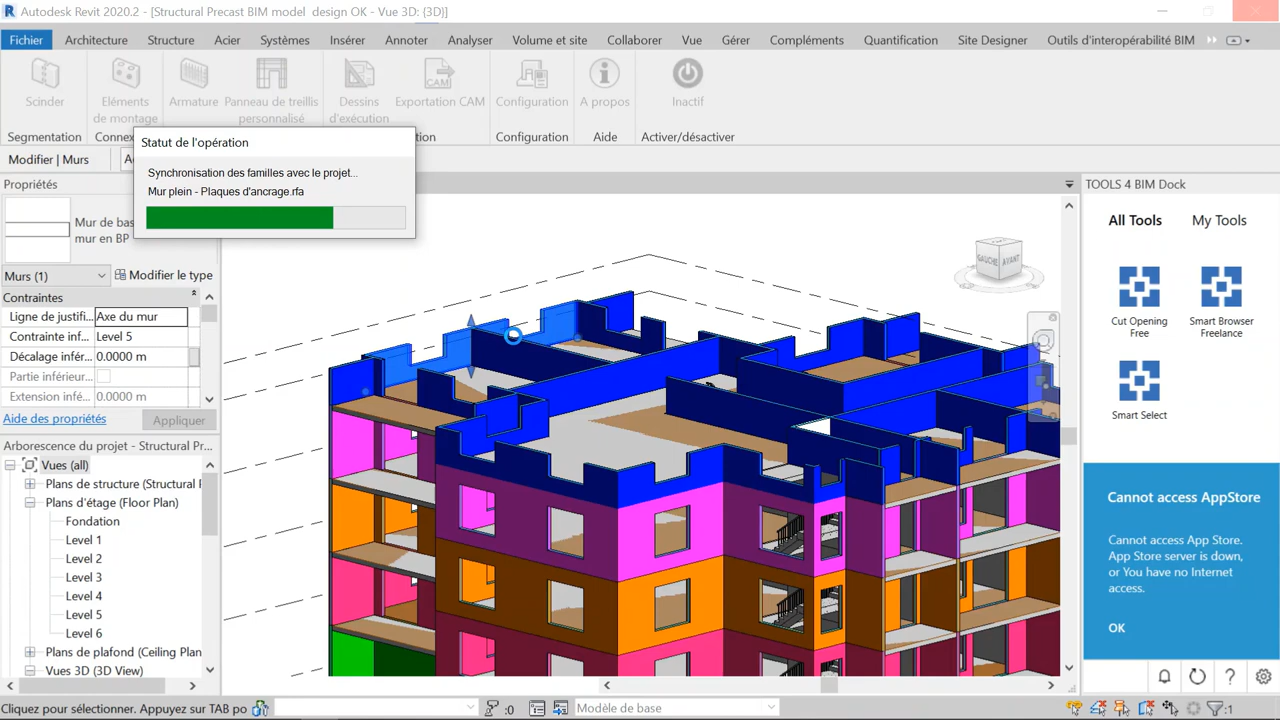 Autodesk Revit 2020.2 - [Structural Precast BIM model  design OK - Vue 3D: {3D}]
Fichier Architecture Structure Acier Systèmes Insérer Annoter Analyser Volume et site Collaborer Vue Gérer Compléments Quantification Site Designer Outils d'interopérabilité BIM
Scinder Eléments de montage Armature Panneau de treillis personnalisé Dessins d'exécution Exportation CAM Configuration A propos Inactif
Segmentation Configuration Aide Activer/désactiver
Modifier | Murs
Statut de l'opération
Synchronisation des familles avec le projet...
Mur plein - Plaques d'ancrage.rfa
Propriétés
Mur de bas
mur en BP
Murs (1) Modifier le type
Contraintes
Ligne de justifi... Axe du mur
Contrainte inf... Level 5
Décalage infér... 0.0000 m
Partie inférieur...
Extension infé... 0.0000 m
Aide des propriétés Appliquer
Arborescence du projet - Structural Pr...
Vues (all)
Plans de structure (Structural
Plans d'étage (Floor Plan)
Fondation
Level 1
Level 2
Level 3
Level 4
Level 5
Level 6
Plans de plafond (Ceiling Plan
Vues 3D (3D View)
GAUCHE AVANT
TOOLS 4 BIM Dock
All Tools My Tools
Cut Opening Free
Smart Browser Freelance
Smart Select
Cannot access AppStore
Cannot access App Store.
App Store server is down,
or You have no Internet
access.
OK
Cliquez pour sélectionner. Appuyez sur TAB po :0 Modèle de base :1